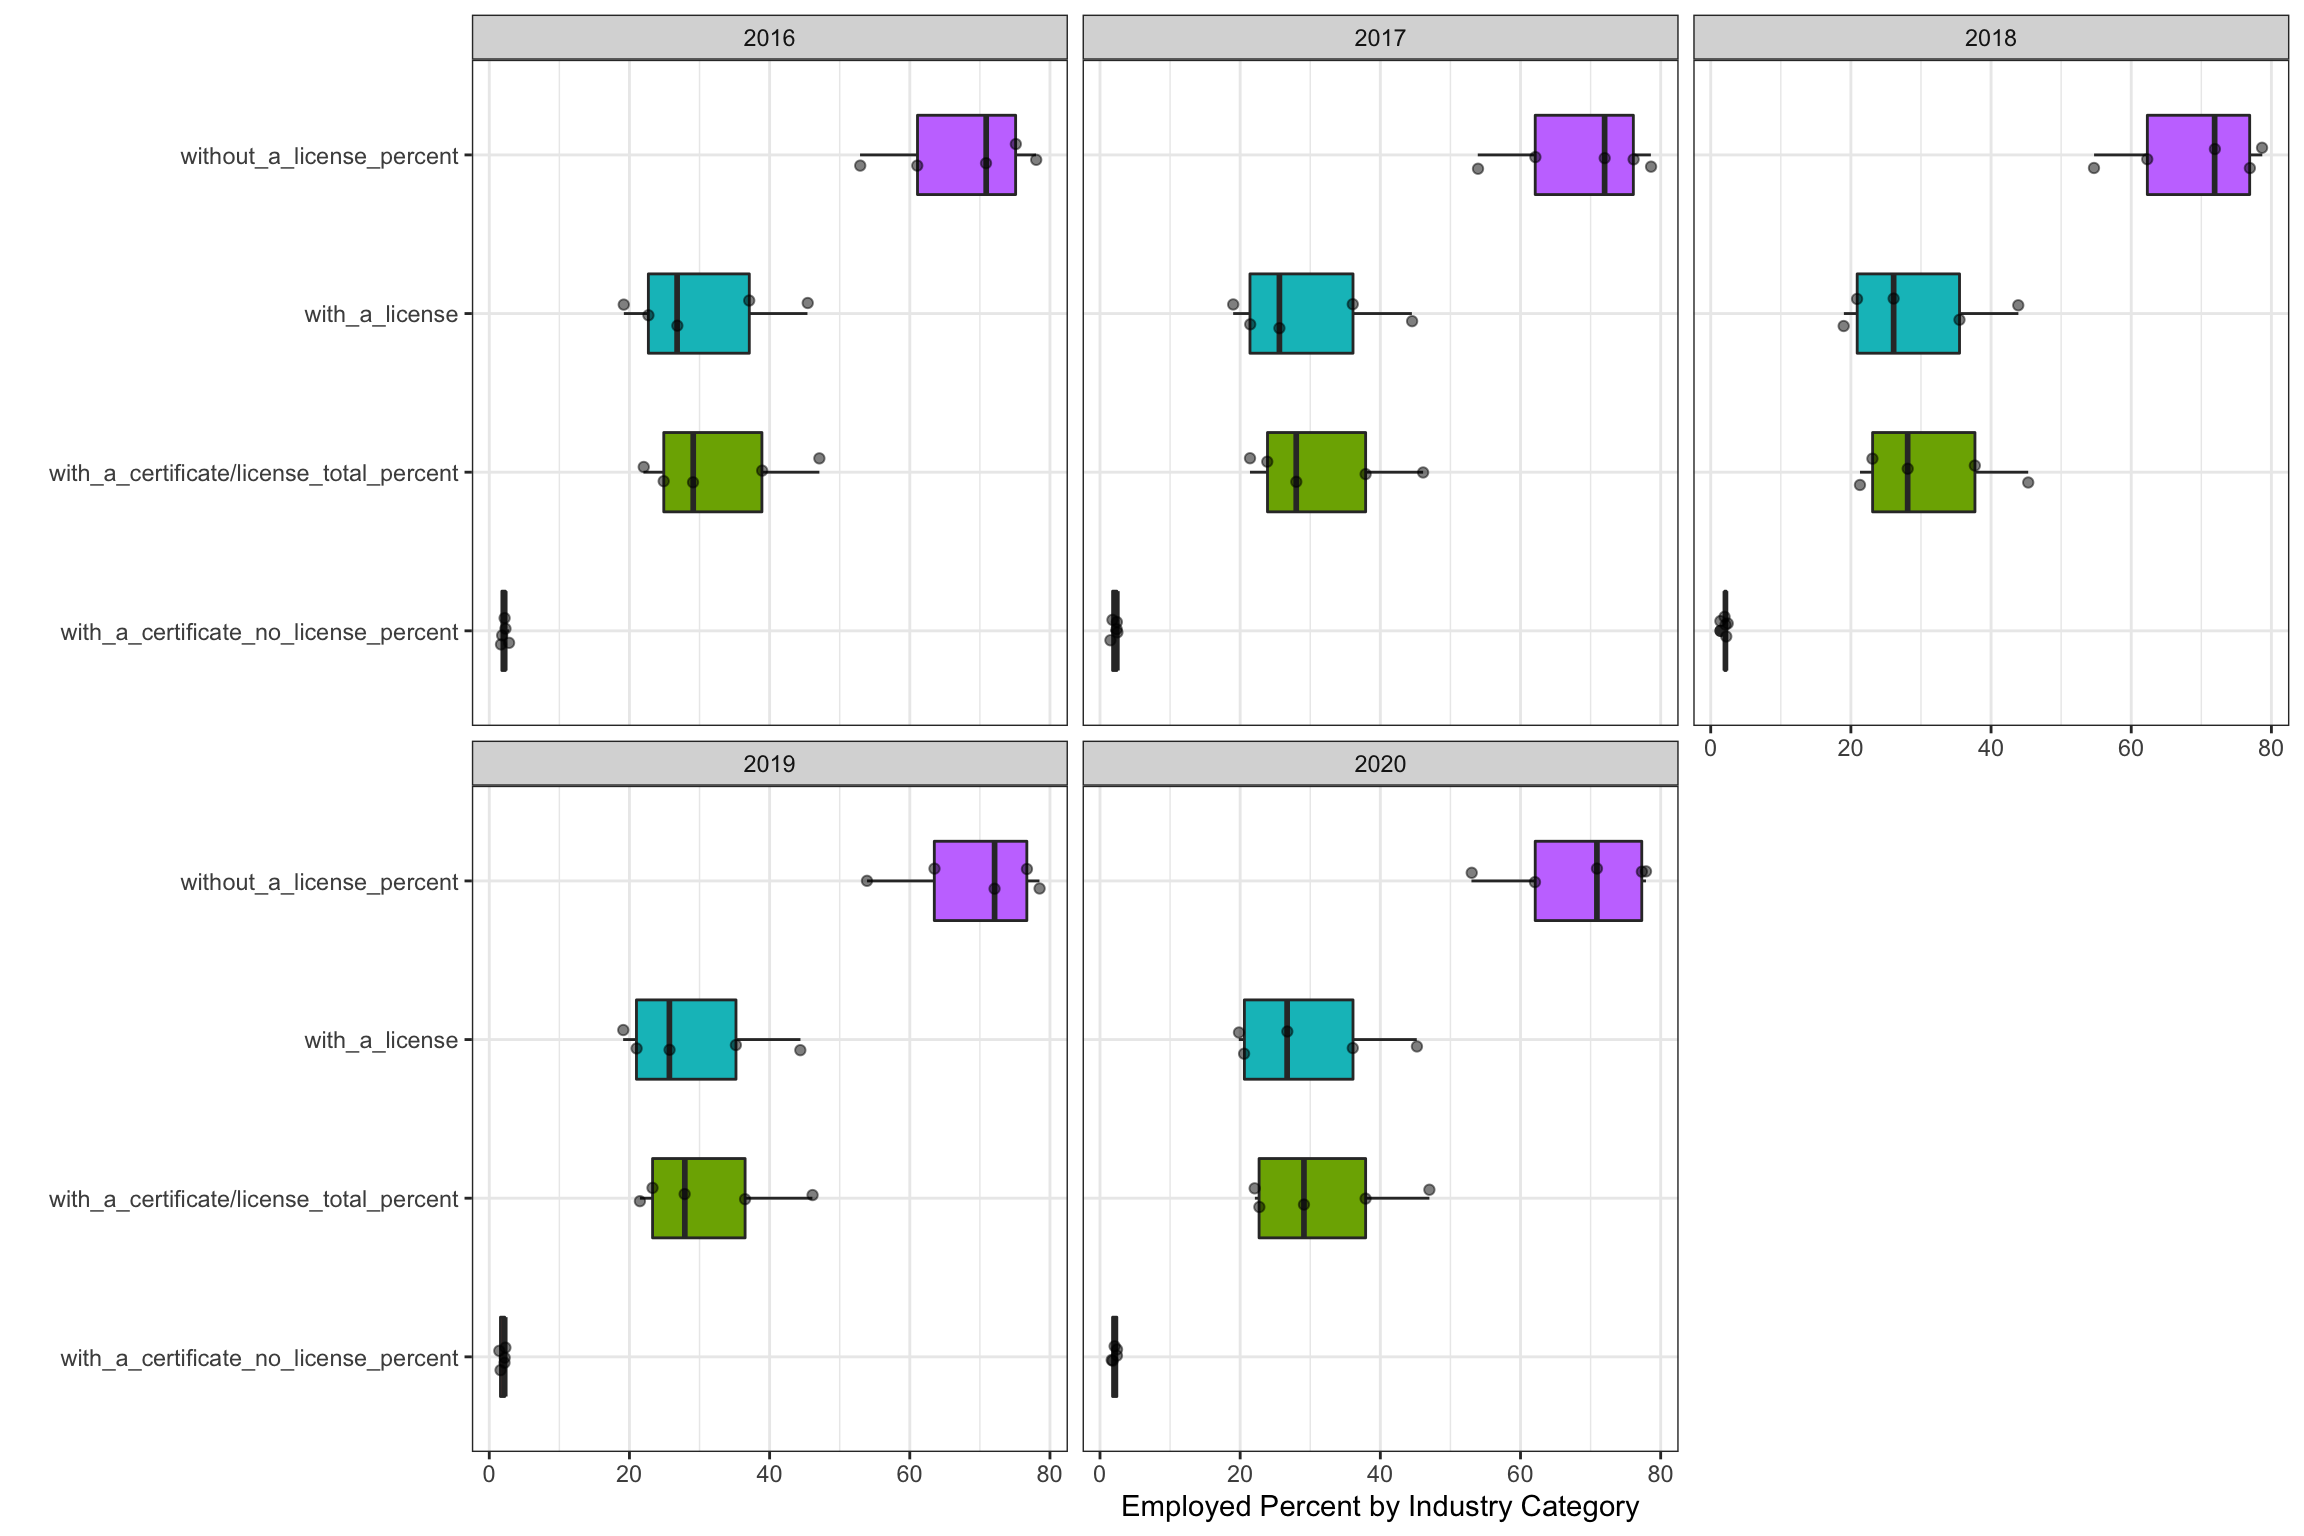 2016
2017
2018
without_a_license_percent
with_a_license
with_a_certificate/license_total_percent
with_a_certificate_no_license_percent
0 20 40 60 80
2019
2020
without_a_license_percent
with_a_license
with_a_certificate/license_total_percent
with_a_certificate_no_license_percent
0 20 40 60 80
0 20 40 60 80
Employed Percent by Industry Category